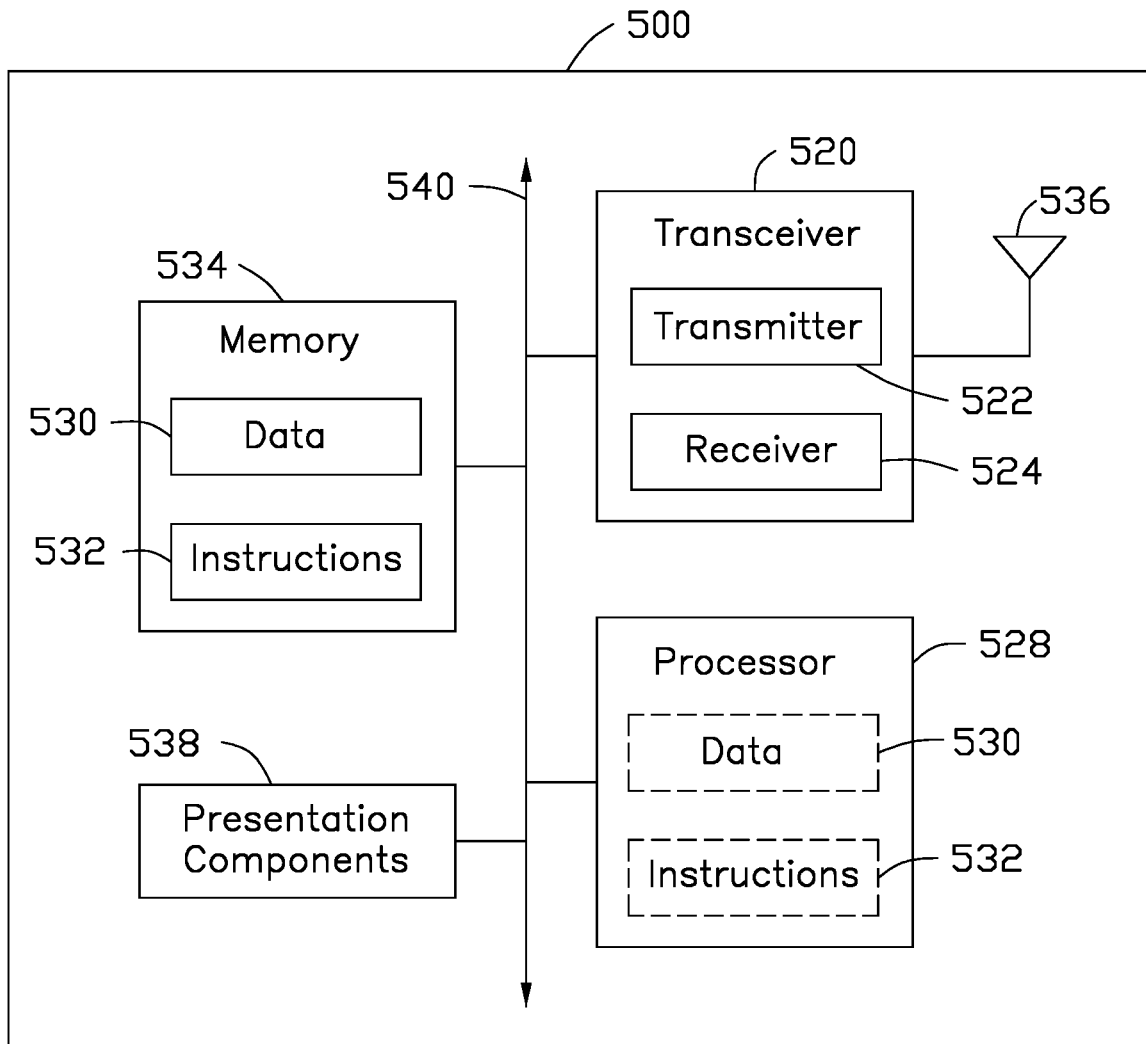 500
520
540
536
Transceiver
534
Transmitter
Memory
522
530
Data
Receiver
524
532
Instructions
Processor
528
538
Data
530
Presentation
Components
Instructions
532